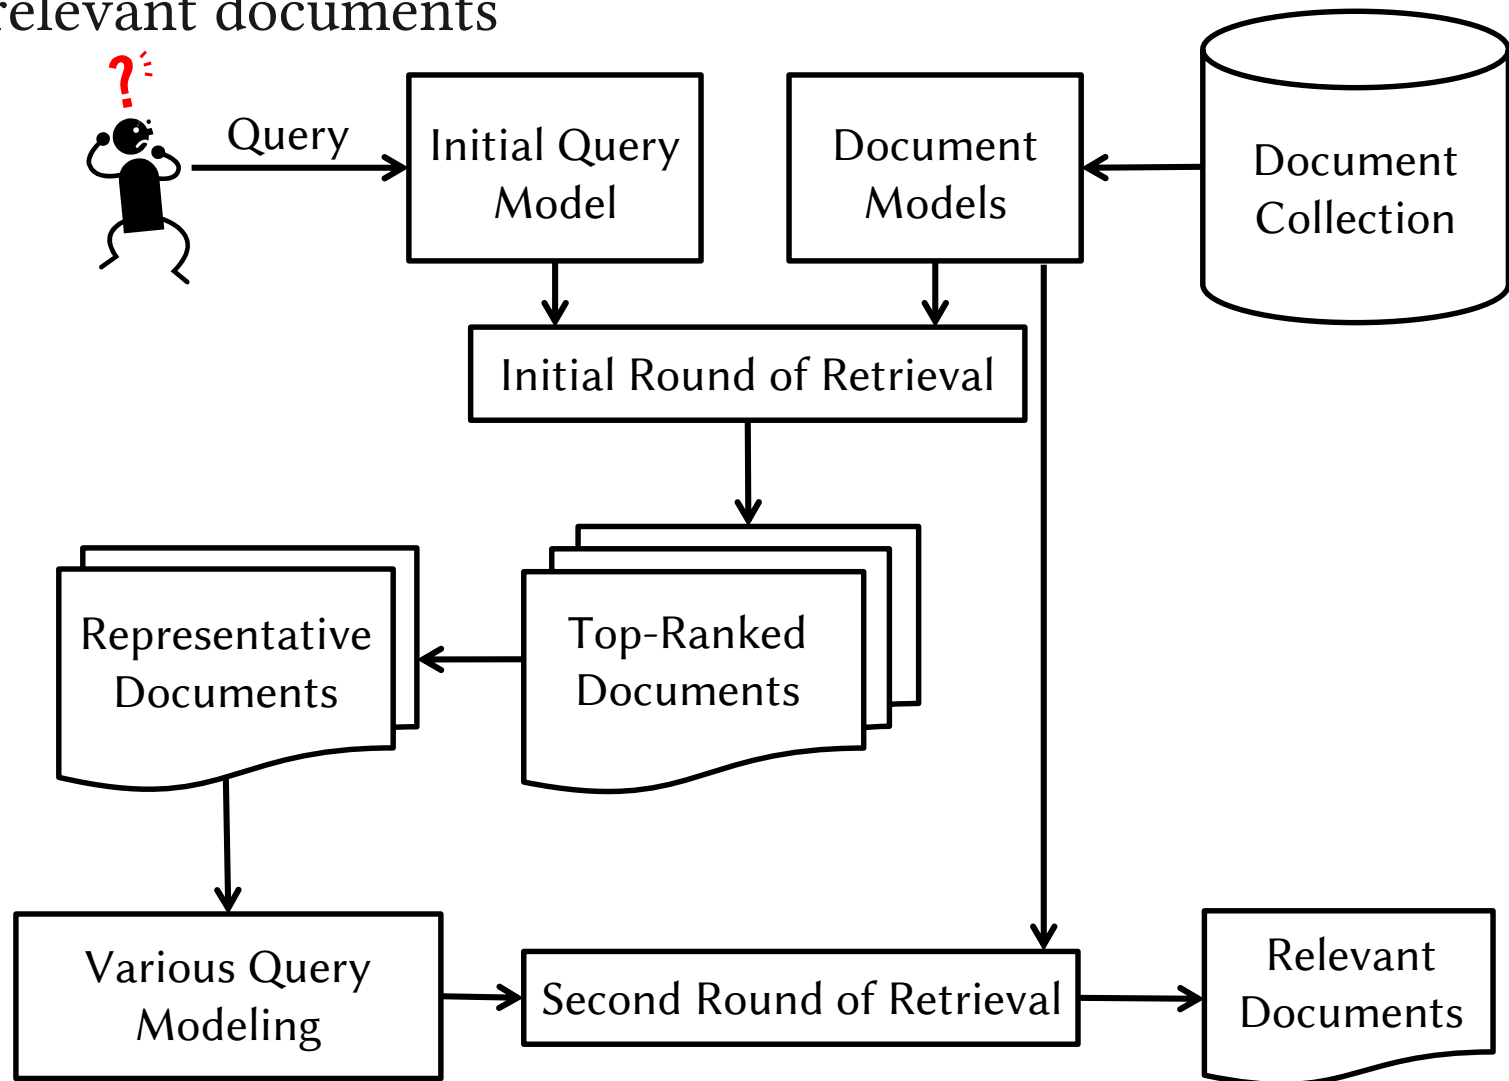 relevant documents
?
Query
Initial Query
Model
Document
Models
Document
Collection
Initial Round of Retrieval
Representative
Documents
Top-Ranked
Documents
Various Query
Modeling
Second Round of Retrieval
Relevant
Documents